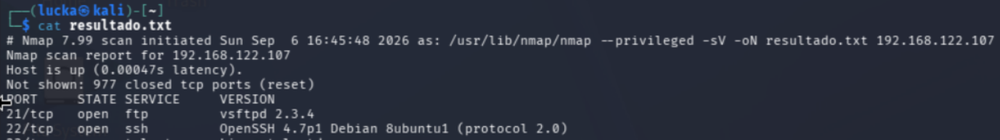 ┌──(lucka㉿kali)-[~]
└─$ cat resultado.txt
# Nmap 7.99 scan initiated Sun Sep  6 16:45:48 2026 as: /usr/lib/nmap/nmap --privileged -sV -oN resultado.txt 192.168.122.107
Nmap scan report for 192.168.122.107
Host is up (0.00047s latency).
Not shown: 977 closed tcp ports (reset)
PORT     STATE SERVICE     VERSION
21/tcp   open  ftp         vsftpd 2.3.4
22/tcp   open  ssh         OpenSSH 4.7p1 Debian 8ubuntu1 (protocol 2.0)